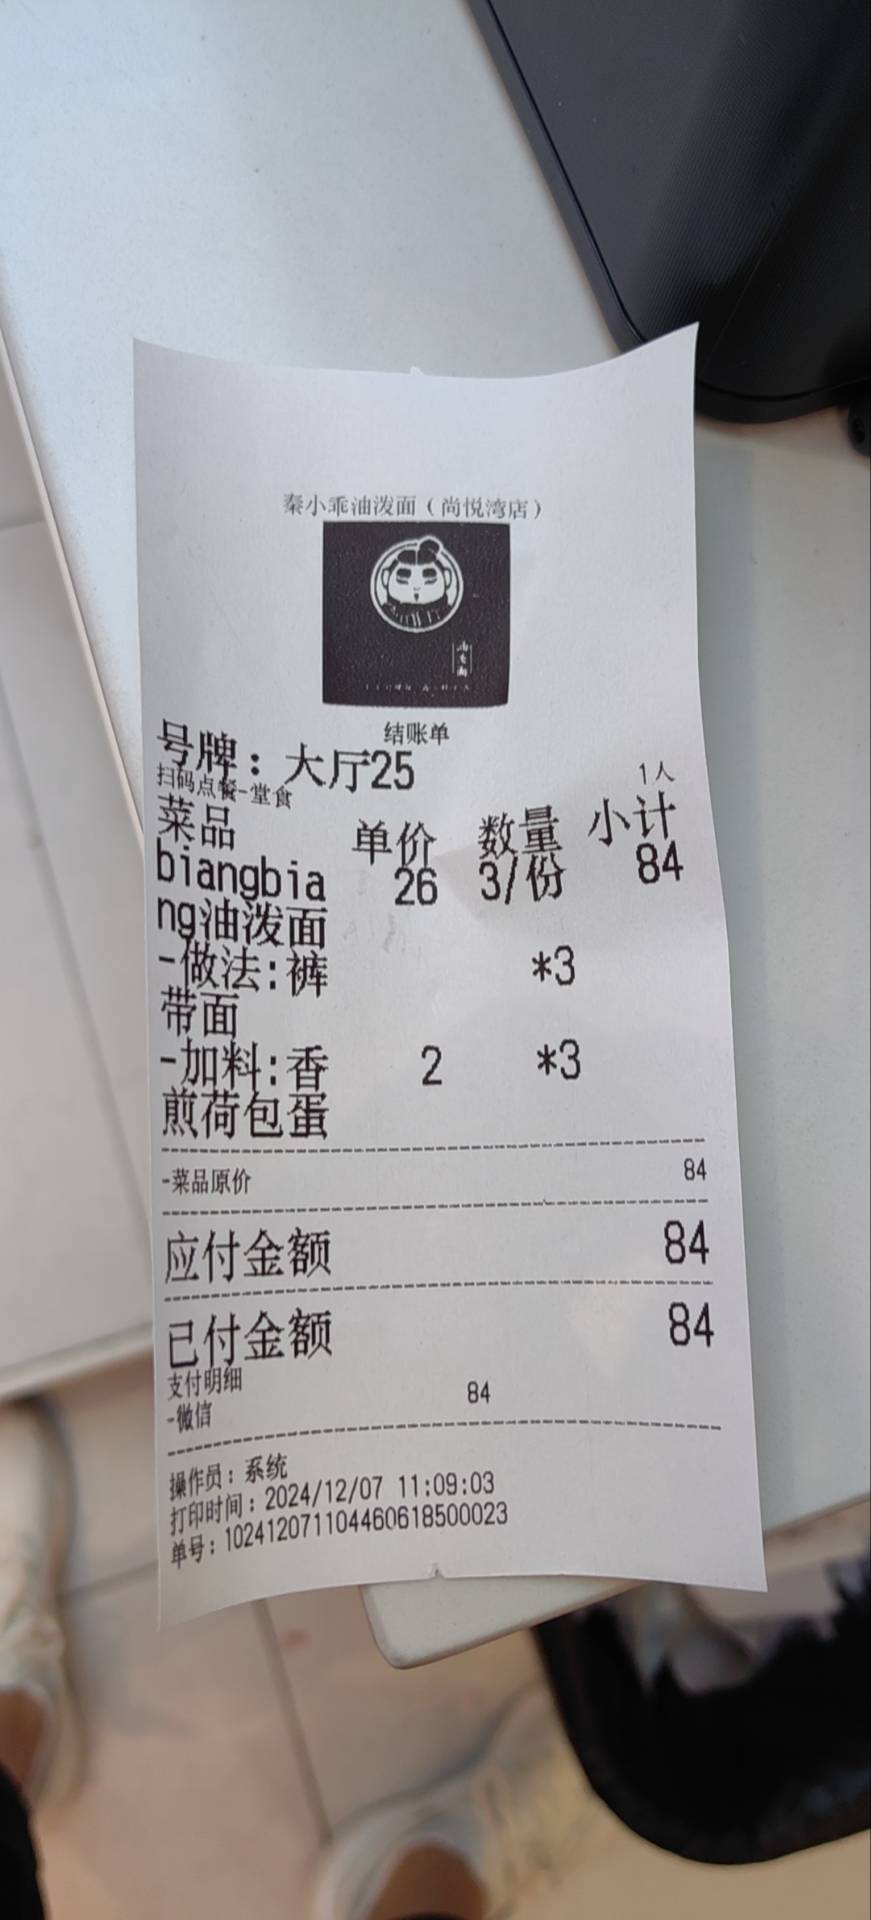 秦小乖油泼面（尚悦湾店）
结账单
号牌：大厅25
扫码点餐-堂食 1人
菜品 单价 数量 小计
biangbia 26 3/份 84
ng油泼面
-做法:裤 *3
带面
-加料:香 2 *3
煎荷包蛋
-菜品原价 84
应付金额 84
已付金额 84
支付明细
-微信 84
操作员：系统
打印时间：2024/12/07 11:09:03
单号：1024120711044606185000​23